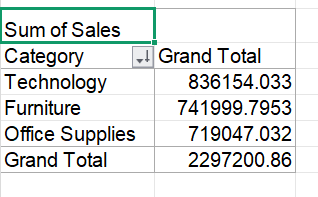 Sum of Sales
Category Grand Total
Technology 836154.033
Furniture 741999.7953
Office Supplies 719047.032
Grand Total 2297200.86